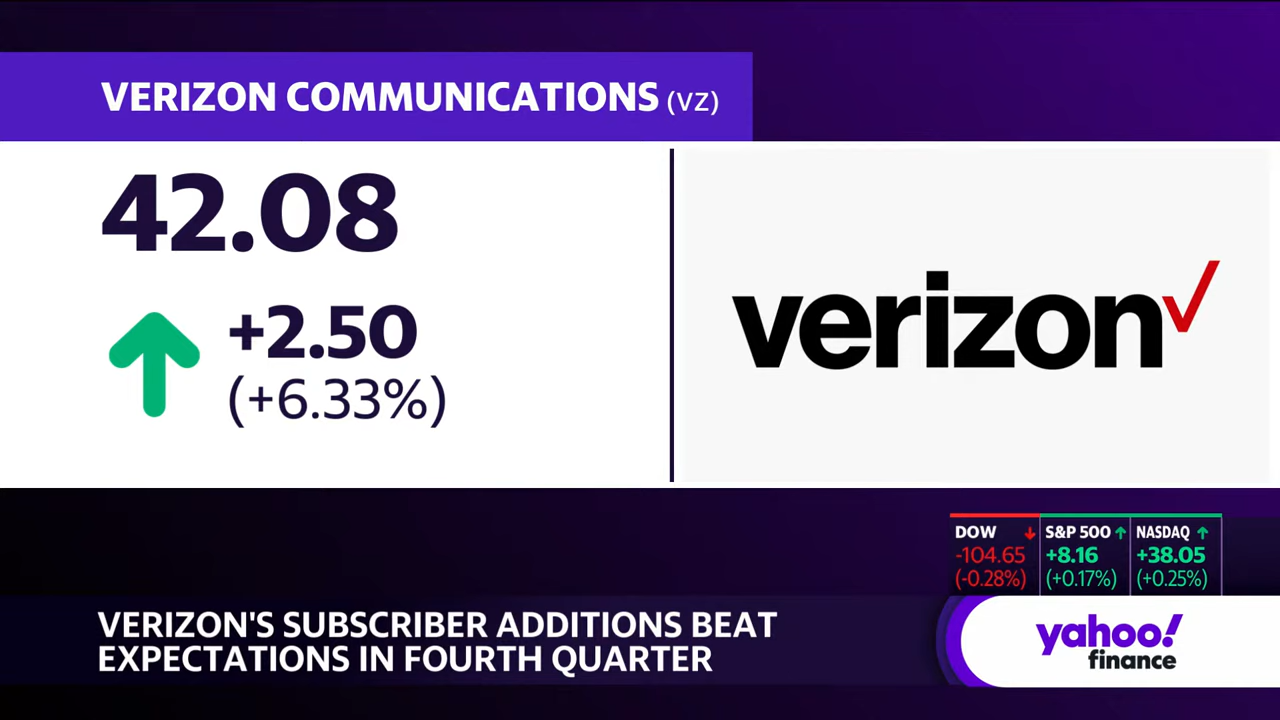 VERIZON COMMUNICATIONS (VZ)
42.08
+2.50
(+6.33%)
verizon
DOW
-104.65
(-0.28%)
S&P 500
+8.16
(+0.17%)
NASDAQ
+38.05
(+0.25%)
VERIZON'S SUBSCRIBER ADDITIONS BEAT
EXPECTATIONS IN FOURTH QUARTER
yahoo!
finance